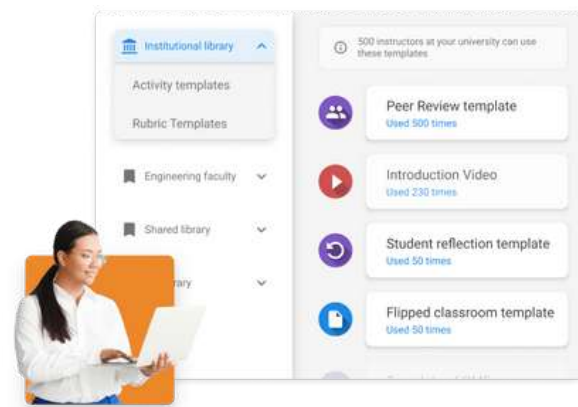 Institutional library
Activity templates
Rubric Templates
Engineering faculty
Shared library
500 instructors at your university can use
these templates
Peer Review template
Used 500 times
Introduction Video
Used 230 times
Student reflection template
Used 50 times
Flipped classroom template
Used 50 times